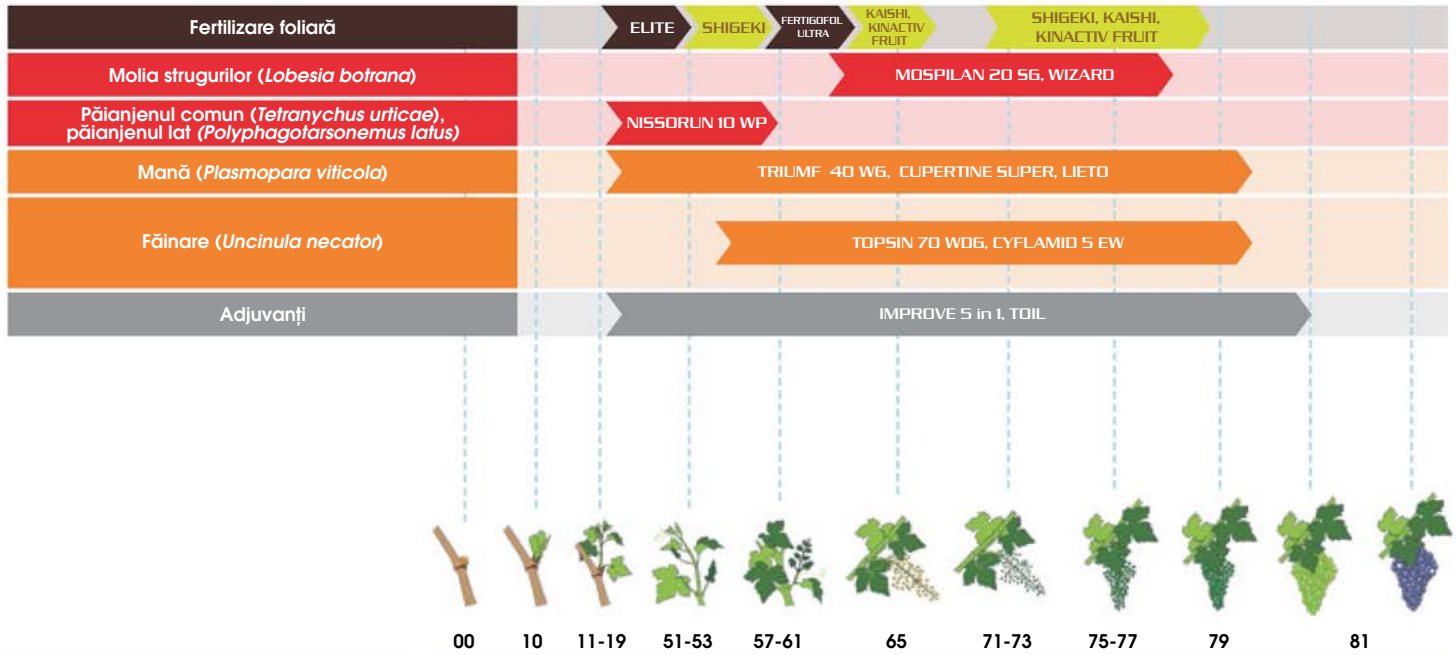 Fertilizare foliară
ELITE
SHIGEKI
FERTIGOFOL
ULTRA
KAISHI,
KINACTIV
FRUIT
SHIGEKI, KAISHI,
KINACTIV FRUIT
Molia strugurilor (Lobesia botrana)
MOSPILAN 20 SG, WIZARD
Păianjenul comun (Tetranychus urticae),
păianjenul lat (Polyphagotarsonemus latus)
NISSORUN 10 WP
Mană (Plasmopara viticola)
TRIUMF 40 WG, CUPERTINE SUPER, LIETO
Făinare (Uncinula necator)
TOPSIN 70 WDG, CYFLAMID 5 EW
Adjuvanți
IMPROVE 5 in 1, TOIL
00 10 11-19 51-53 57-61 65 71-73 75-77 79 81